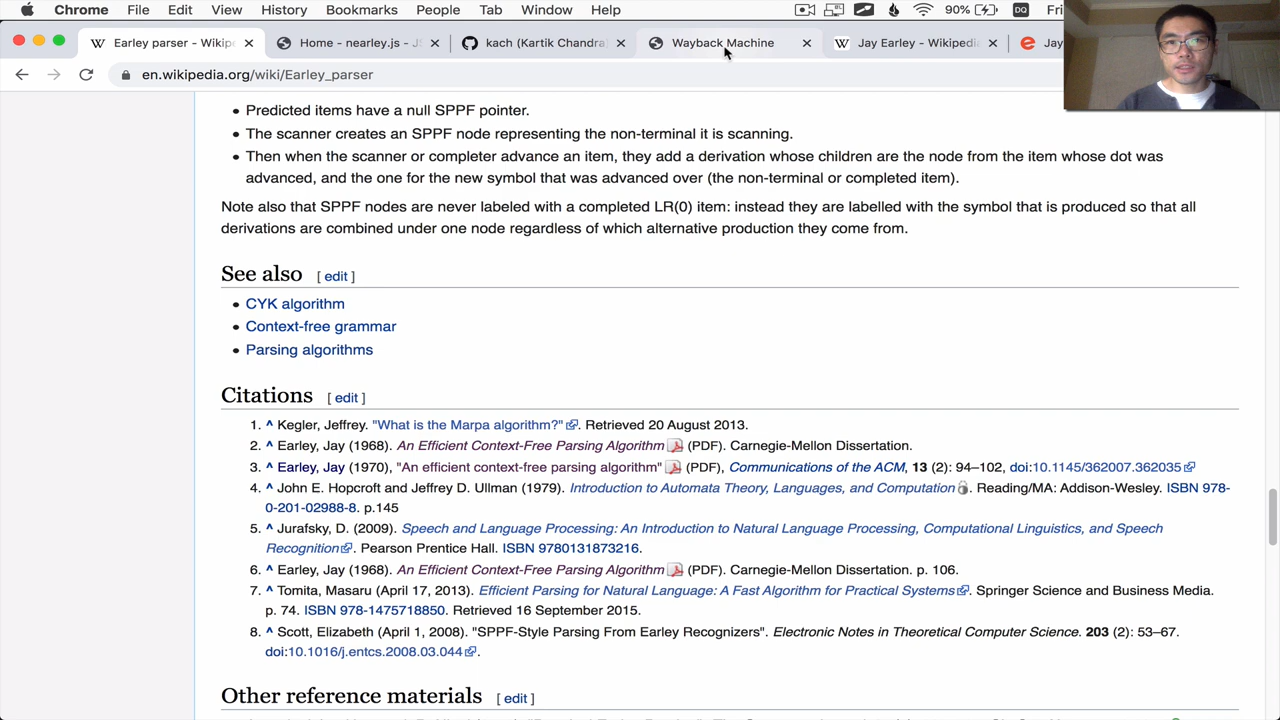 Chrome File Edit View History Bookmarks People Tab Window Help 90% DQ Fri
Earley parser - Wikip
Home - nearley.js - JS
kach (Kartik Chandra)
Wayback Machine
Jay Earley - Wikipedia
Jay
en.wikipedia.org/wiki/Earley_parser
• Predicted items have a null SPPF pointer.
• The scanner creates an SPPF node representing the non-terminal it is scanning.
• Then when the scanner or completer advance an item, they add a derivation whose children are the node from the item whose dot was
advanced, and the one for the new symbol that was advanced over (the non-terminal or completed item).
Note also that SPPF nodes are never labeled with a completed LR(0) item: instead they are labelled with the symbol that is produced so that all
derivations are combined under one node regardless of which alternative production they come from.
See also [ edit ]
• CYK algorithm
• Context-free grammar
• Parsing algorithms
Citations [ edit ]
1. ^ Kegler, Jeffrey. "What is the Marpa algorithm?". Retrieved 20 August 2013.
2. ^ Earley, Jay (1968). An Efficient Context-Free Parsing Algorithm (PDF). Carnegie-Mellon Dissertation.
3. ^ Earley, Jay (1970), "An efficient context-free parsing algorithm" (PDF), Communications of the ACM, 13 (2): 94–102, doi:10.1145/362007.362035
4. ^ John E. Hopcroft and Jeffrey D. Ullman (1979). Introduction to Automata Theory, Languages, and Computation. Reading/MA: Addison-Wesley. ISBN 978-
0-201-02988-8. p.145
5. ^ Jurafsky, D. (2009). Speech and Language Processing: An Introduction to Natural Language Processing, Computational Linguistics, and Speech
Recognition. Pearson Prentice Hall. ISBN 9780131873216.
6. ^ Earley, Jay (1968). An Efficient Context-Free Parsing Algorithm (PDF). Carnegie-Mellon Dissertation. p. 106.
7. ^ Tomita, Masaru (April 17, 2013). Efficient Parsing for Natural Language: A Fast Algorithm for Practical Systems. Springer Science and Business Media.
p. 74. ISBN 978-1475718850. Retrieved 16 September 2015.
8. ^ Scott, Elizabeth (April 1, 2008). "SPPF-Style Parsing From Earley Recognizers". Electronic Notes in Theoretical Computer Science. 203 (2): 53–67.
doi:10.1016/j.entcs.2008.03.044.
Other reference materials [ edit ]